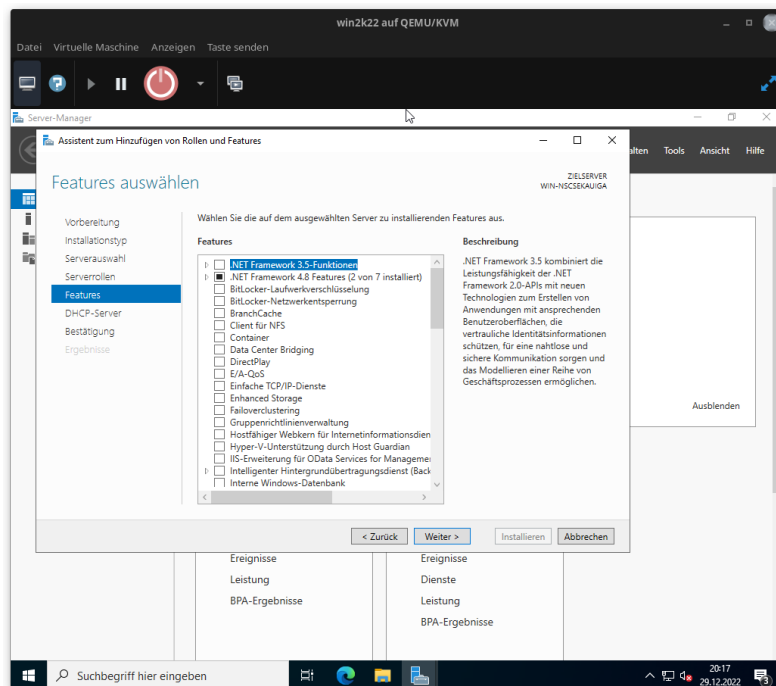 win2k22 auf QEMU/KVM
Datei Virtuelle Maschine Anzeigen Taste senden
Server-Manager
Tools Ansicht Hilfe
Assistent zum Hinzufügen von Rollen und Features
Features auswählen
ZIELSERVER
WIN-NSCSEKAUIGA
Vorbereitung
Installationstyp
Serverauswahl
Serverrollen
Features
DHCP-Server
Bestätigung
Ergebnisse
Wählen Sie die auf dem ausgewählten Server zu installierenden Features aus.
Features
.NET Framework 3.5-Funktionen
.NET Framework 4.8 Features (2 von 7 installiert)
BitLocker-Laufwerkverschlüsselung
BitLocker-Netzwerkentsperrung
BranchCache
Client für NFS
Container
Data Center Bridging
DirectPlay
E/A-QoS
Einfache TCP/IP-Dienste
Enhanced Storage
Failoverclustering
Gruppenrichtlinienverwaltung
Hostfähiger Webkern für Internetinformationsdien
Hyper-V-Unterstützung durch Host Guardian
IIS-Erweiterung für OData Services for Managemen
Intelligenter Hintergrundübertragungsdienst (Back
Interne Windows-Datenbank
Beschreibung
.NET Framework 3.5 kombiniert die
Leistungsfähigkeit der .NET
Framework 2.0-APIs mit neuen
Technologien zum Erstellen von
Anwendungen mit ansprechenden
Benutzeroberflächen, die
vertrauliche Identitätsinformationen
schützen, für eine nahtlose und
sichere Kommunikation sorgen und
das Modellieren einer Reihe von
Geschäftsprozessen ermöglichen.
Ausblenden
< Zurück Weiter > Installieren Abbrechen
Ereignisse
Leistung
BPA-Ergebnisse
Ereignisse
Dienste
Leistung
BPA-Ergebnisse
Suchbegriff hier eingeben
20:17
29.12.2022
3